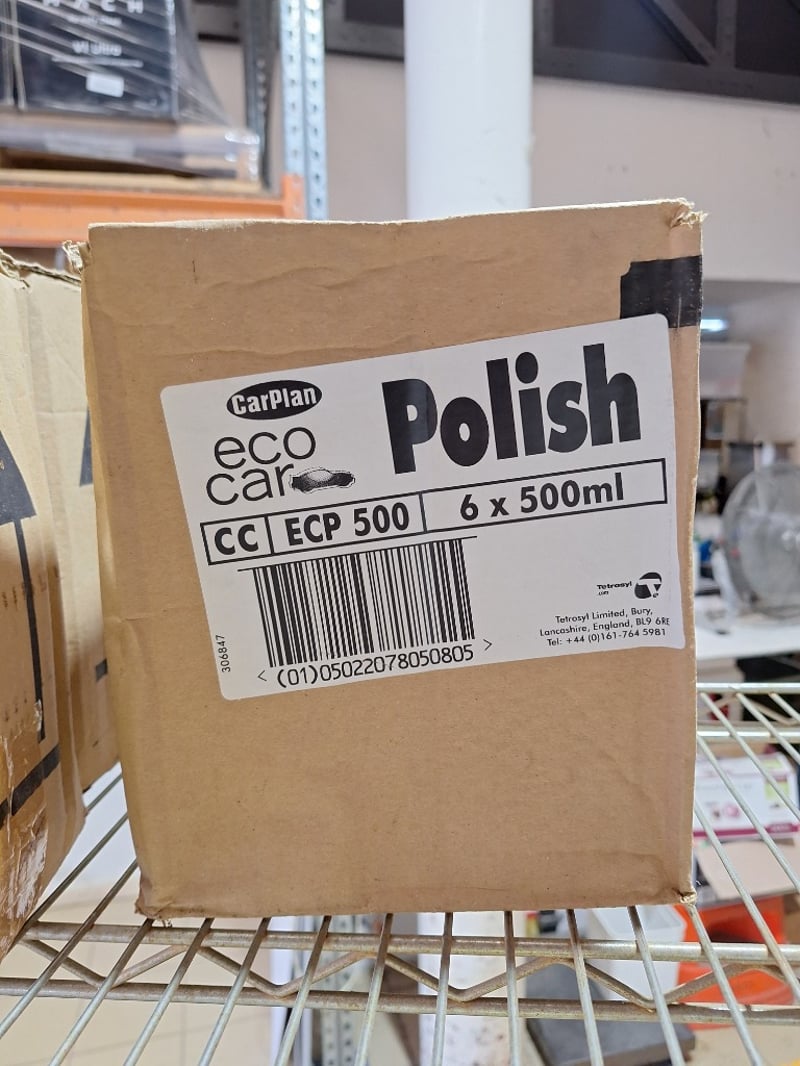 CarPlan
eco
car
Polish
CC ECP 500 6 x 500ml
306847
(01)05022078050805
Tetrosyl
.com
Tetrosyl Limited, Bury,
Lancashire, England, BL9 6RE
Tel: +44 (0)161-764 5981